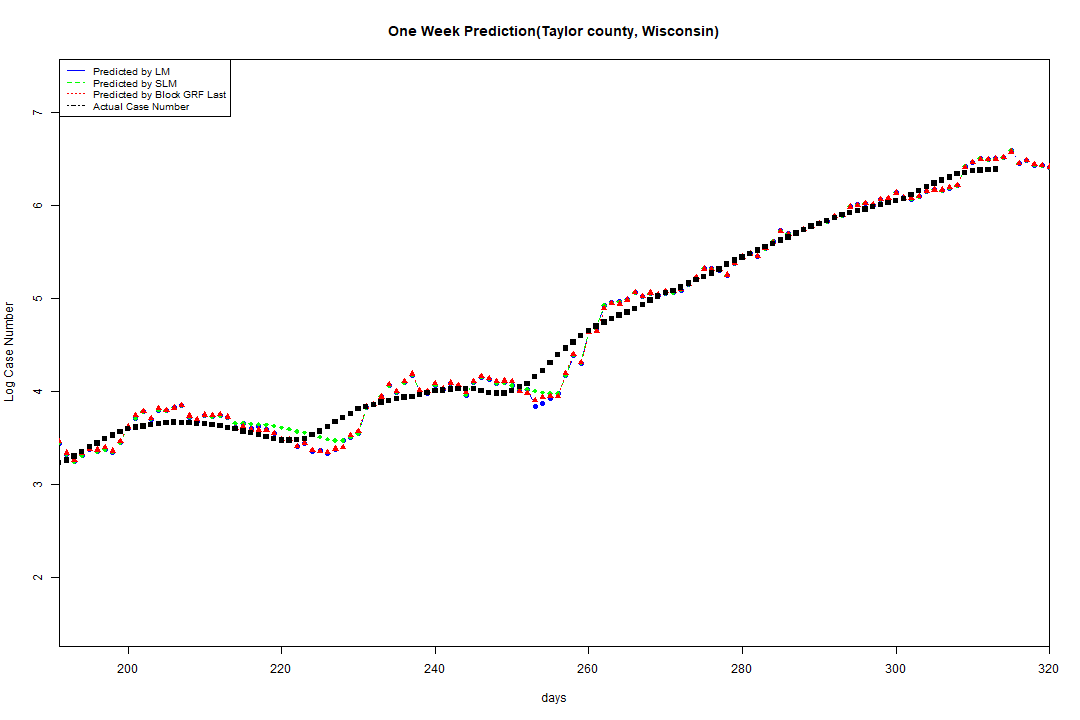 One Week Prediction(Taylor county, Wisconsin)
Predicted by LM
Predicted by SLM
Predicted by Block GRF Last
Actual Case Number
7
6
5
4
3
2
Log Case Number
200 220 240 260 280 300 320
days